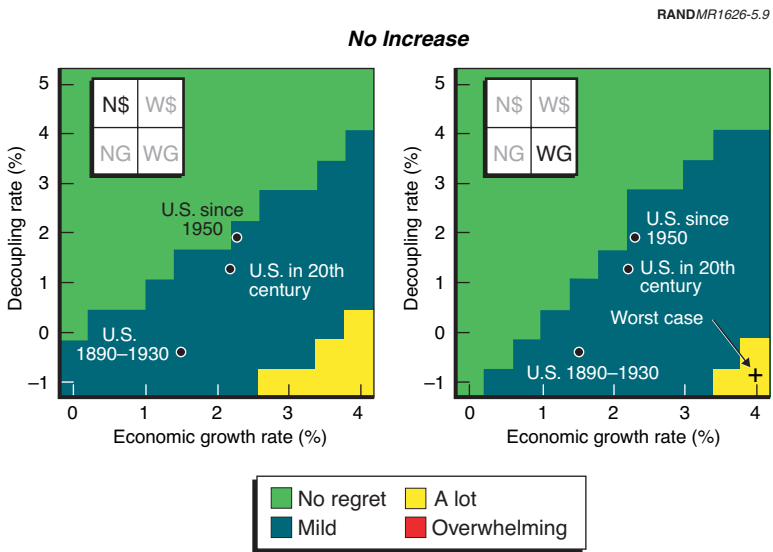 RANDMR1626-5.9
No Increase
Decoupling rate (%)
5
4
3
2
1
0
–1
N$ W$
NG WG
U.S. since
1950
U.S. in 20th
century
U.S.
1890–1930
0 1 2 3 4
Economic growth rate (%)
Decoupling rate (%)
5
4
3
2
1
0
–1
N$ W$
NG WG
U.S. since
1950
U.S. in 20th
century
Worst case
U.S. 1890–1930
0 1 2 3 4
Economic growth rate (%)
No regret
A lot
Mild
Overwhelming